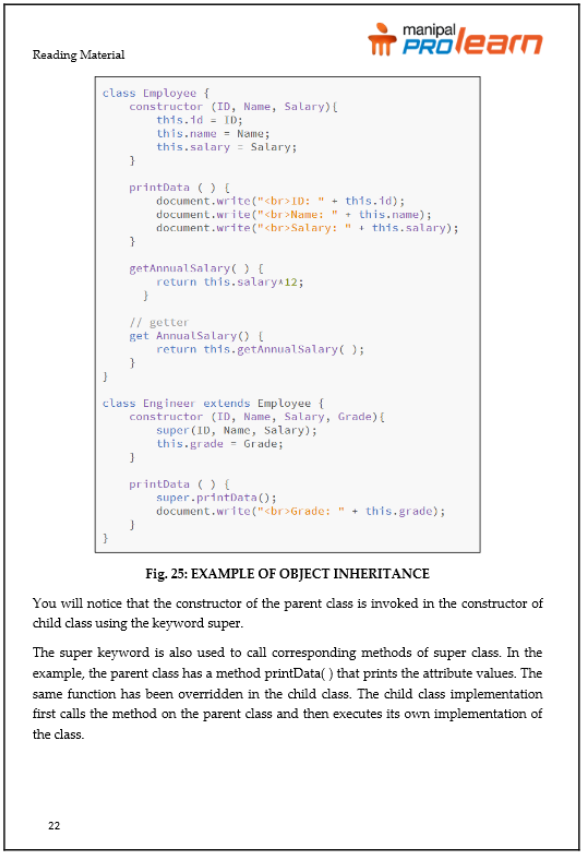 manipal
PROlearn
Reading Material
class Employee {
constructor (ID, Name, Salary){
this.id = ID;
this.name = Name;
this.salary = Salary;
}
printData ( ) {
document.write("<br>ID: " + this.id);
document.write("<br>Name: " + this.name);
document.write("<br>Salary: " + this.salary);
}
getAnnualSalary( ) {
return this.salary*12;
}
// getter
get AnnualSalary() {
return this.getAnnualSalary( );
}
}
class Engineer extends Employee {
constructor (ID, Name, Salary, Grade){
super(ID, Name, Salary);
this.grade = Grade;
}
printData ( ) {
super.printData();
document.write("<br>Grade: " + this.grade);
}
}
Fig. 25: EXAMPLE OF OBJECT INHERITANCE
You will notice that the constructor of the parent class is invoked in the constructor of
child class using the keyword super.
The super keyword is also used to call corresponding methods of super class. In the
example, the parent class has a method printData( ) that prints the attribute values. The
same function has been overridden in the child class. The child class implementation
first calls the method on the parent class and then executes its own implementation of
the class.
22